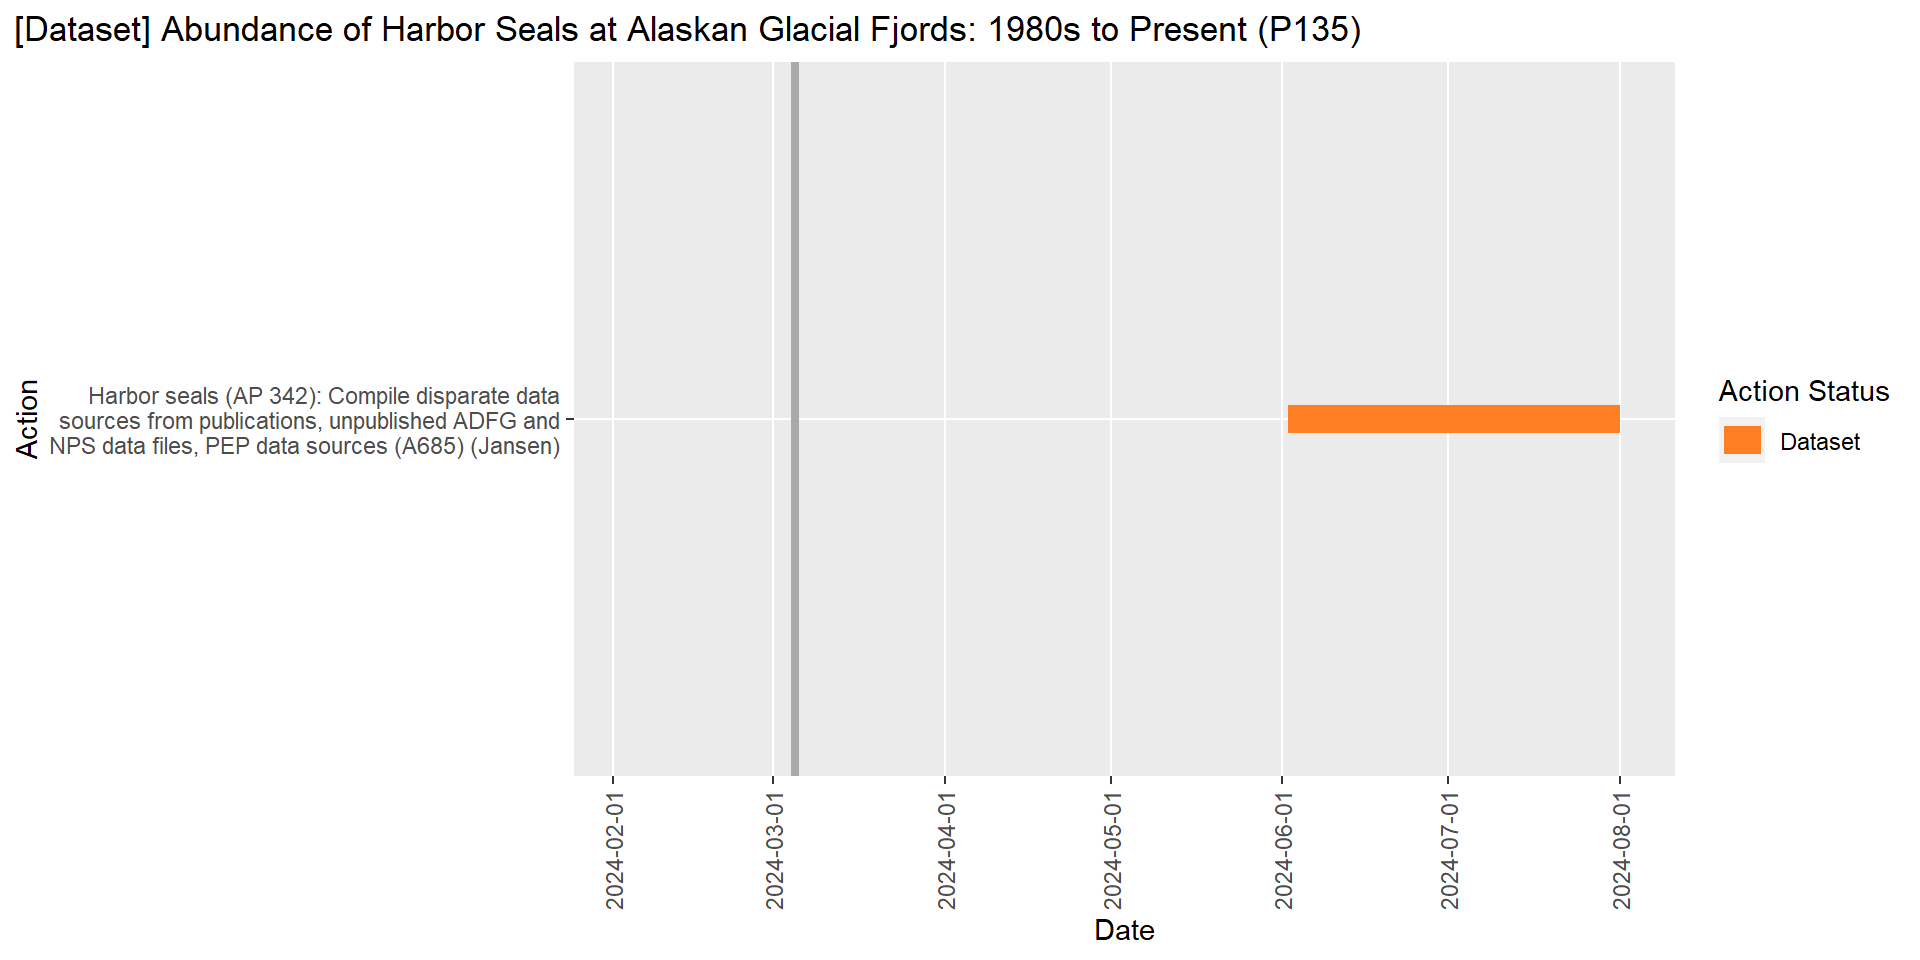 [Dataset] Abundance of Harbor Seals at Alaskan Glacial Fjords: 1980s to Present (P135)
Action
Harbor seals (AP 342): Compile disparate data
sources from publications, unpublished ADFG and
NPS data files, PEP data sources (A685) (Jansen)
Action Status
Dataset
2024-02-01
2024-03-01
2024-04-01
2024-05-01
2024-06-01
2024-07-01
2024-08-01
Date